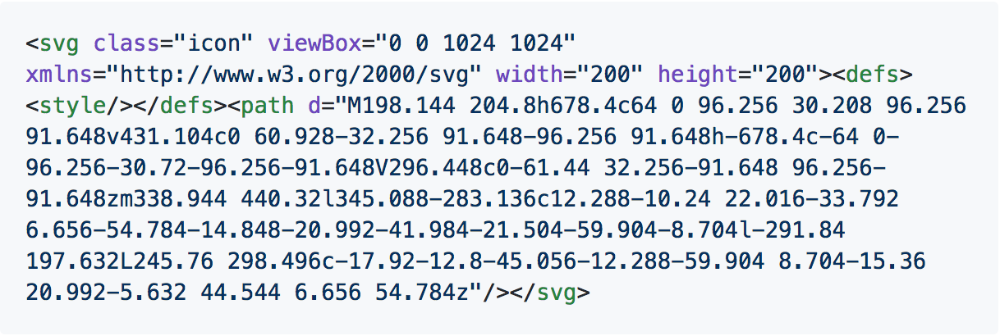 <svg class="icon" viewBox="0 0 1024 1024"
xmlns="http://www.w3.org/2000/svg" width="200" height="200"><defs>
<style/></defs><path d="M198.144 204.8h678.4c64 0 96.256 30.208 96.256
91.648v431.104c0 60.928-32.256 91.648-96.256 91.648h-678.4c-64 0-
96.256-30.72-96.256-91.648V296.448c0-61.44 32.256-91.648 96.256-
91.648zm338.944 440.32l345.088-283.136c12.288-10.24 22.016-33.792
6.656-54.784-14.848-20.992-41.984-21.504-59.904-8.704l-291.84
197.632L245.76 298.496c-17.92-12.8-45.056-12.288-59.904 8.704-15.36
20.992-5.632 44.544 6.656 54.784z"/></svg>